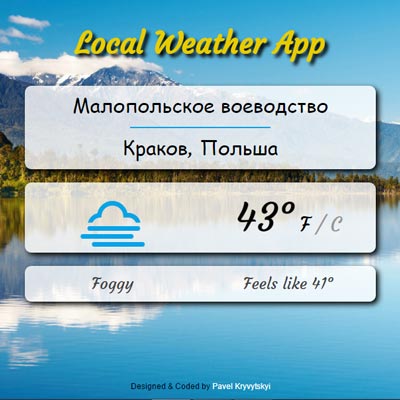 Local Weather App
Малопольское воеводство
Краков, Польша
43° F / C
Foggy Feels like 41°
Designed & Coded by Pavel Kryvytskyi